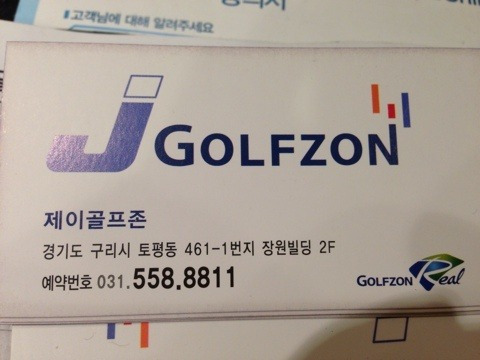 고객님에 대해 알려주세요
J GOLFZON
제이골프존
경기도 구리시 토평동 461-1번지 장원빌딩 2F
예약번호 031.558.8811
GOLFZON Real